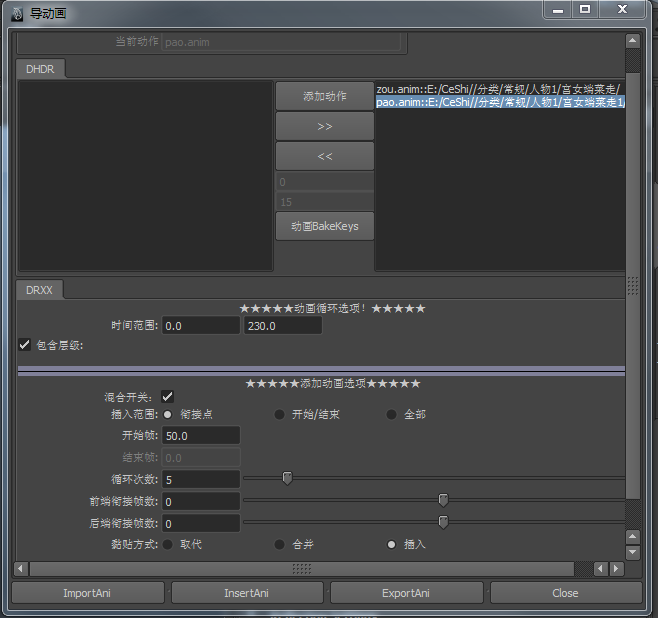 导动画
当前动作 pao.anim
DHDR
添加动作
zou.anim::E:/CeShi//分类/常规/人物1/宫女端菜走/
pao.anim::E:/CeShi//分类/常规/人物1/宫女端菜走1/
>>
<<
0
15
动画BakeKeys
DRXX
★★★★★动画循环选项！★★★★★
时间范围: 0.0 230.0
包含层级:
★★★★★添加动画选项★★★★★
混合开关:
插入范围: 衔接点 开始/结束 全部
开始帧: 50.0
结束帧: 0.0
循环次数: 5
前端衔接帧数: 0
后端衔接帧数: 0
黏贴方式: 取代 合并 插入
ImportAni InsertAni ExportAni Close